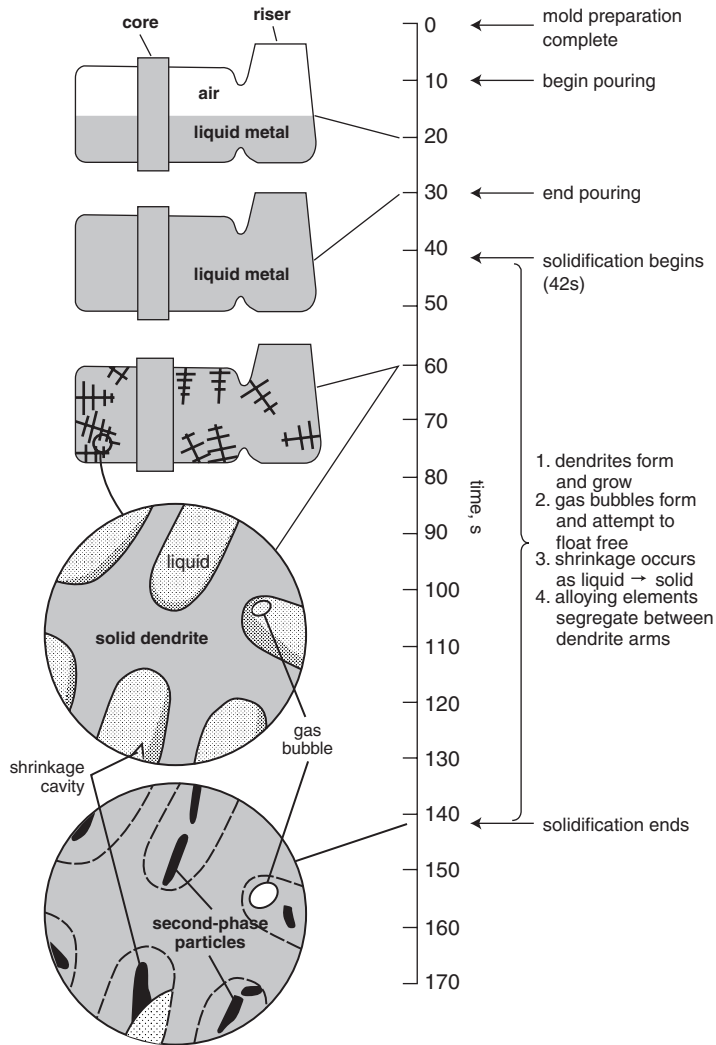 core
riser
air
liquid metal
liquid metal
liquid
solid dendrite
gas
bubble
shrinkage
cavity
second-phase
particles
0
10
20
30
40
50
60
70
80
90
100
110
120
130
140
150
160
170
time, s
mold preparation
complete
begin pouring
end pouring
solidification begins
(42s)
1. dendrites form
and grow
2. gas bubbles form
and attempt to
float free
3. shrinkage occurs
as liquid → solid
4. alloying elements
segregate between
dendrite arms
solidification ends